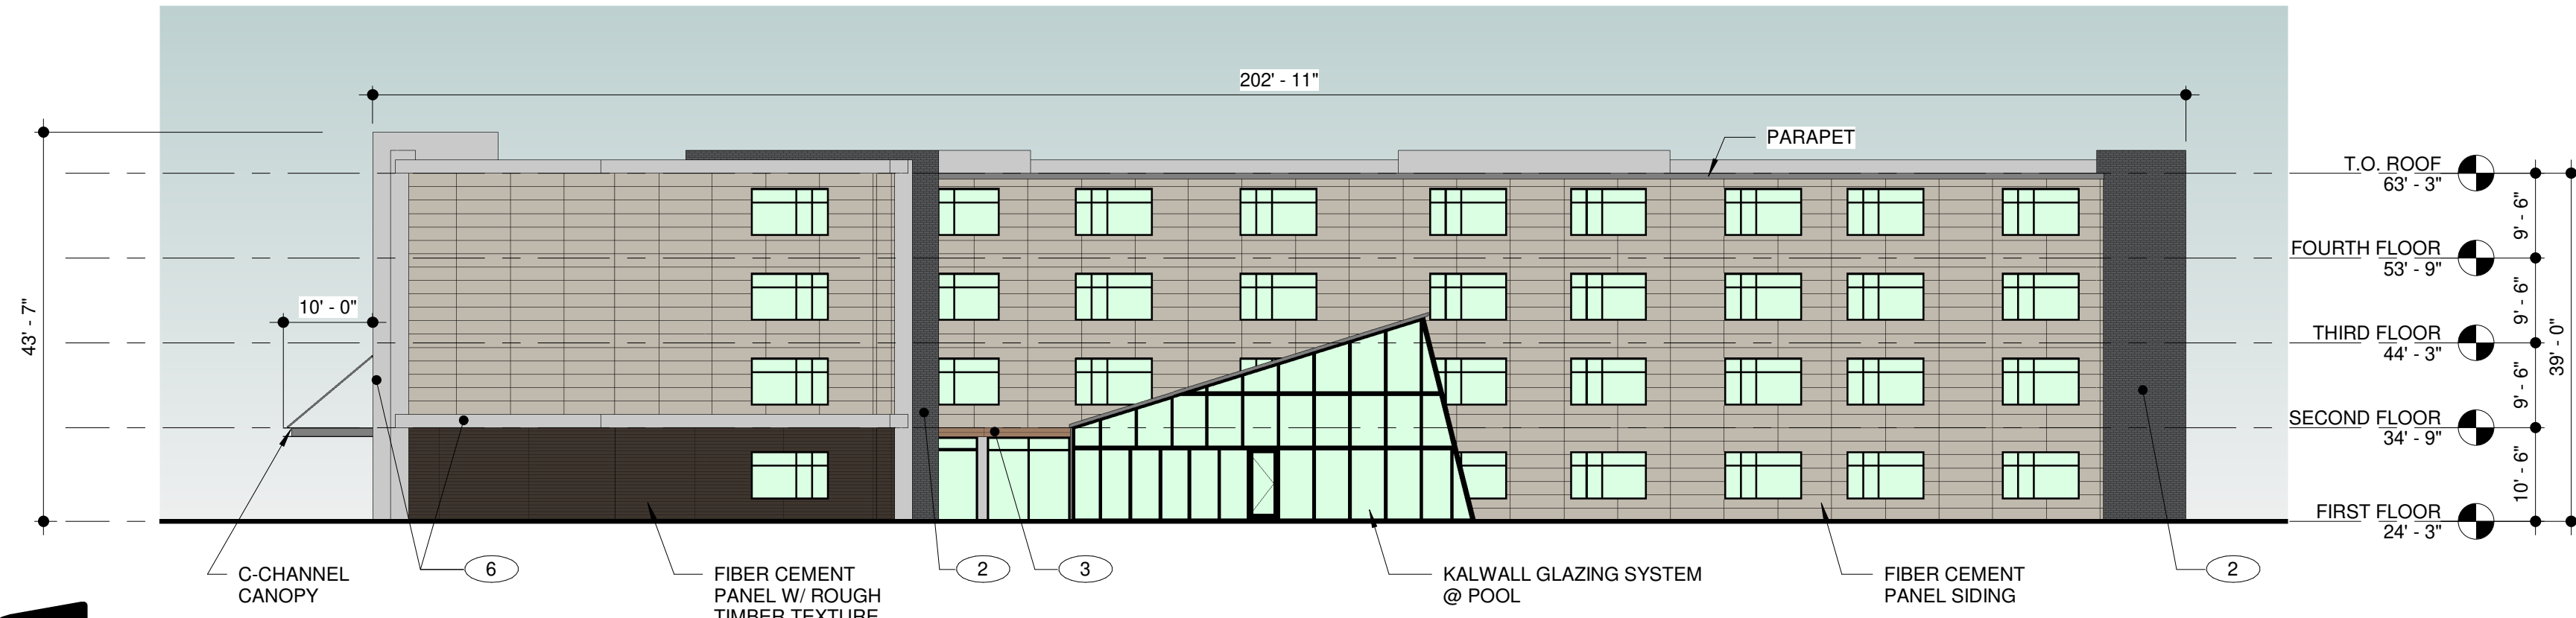 202' - 11"
PARAPET
T.O. ROOF
63' - 3"
9' - 6"
FOURTH FLOOR
53' - 9"
9' - 6"
10' - 0"
43' - 7"
THIRD FLOOR
44' - 3"
39' - 0"
9' - 6"
SECOND FLOOR
34' - 9"
10' - 6"
FIRST FLOOR
24' - 3"
C-CHANNEL
CANOPY
6
FIBER CEMENT
PANEL W/ ROUGH
TIMBER TEXTURE
2
3
KALWALL GLAZING SYSTEM
@ POOL
FIBER CEMENT
PANEL SIDING
2